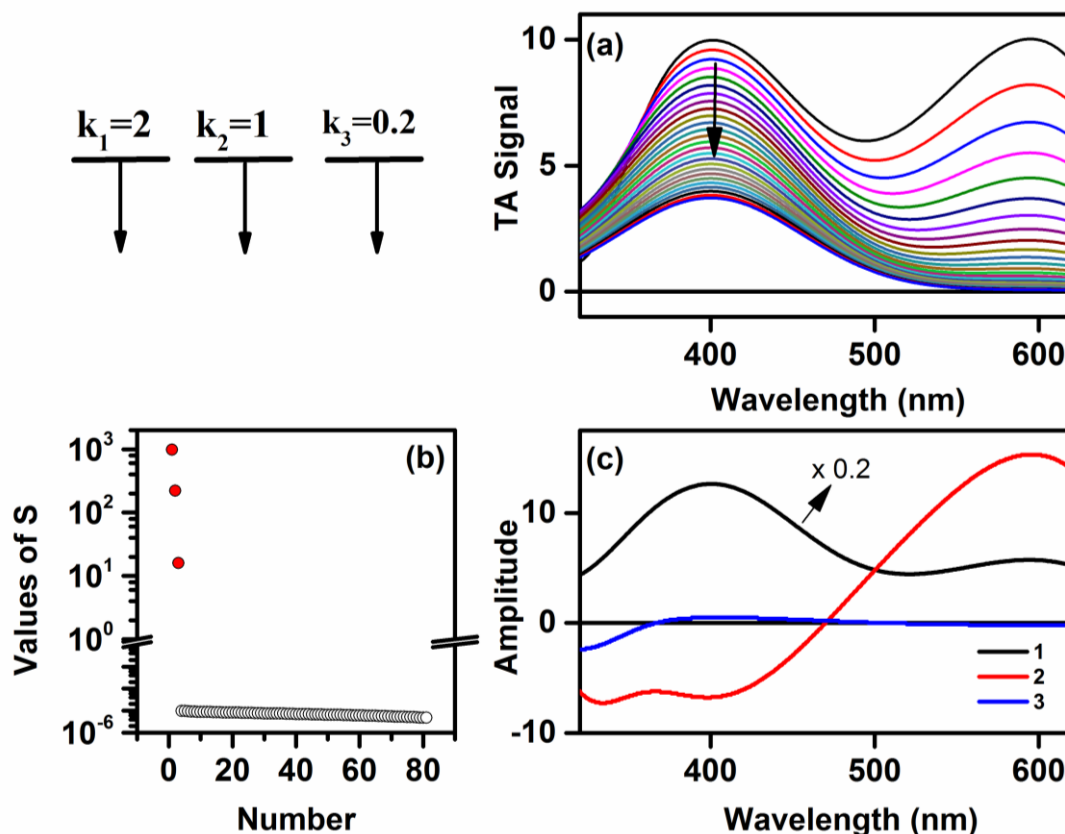 k₁=2 k₂=1 k₃=0.2
(a)
10
5
0
TA Signal
400 500 600
Wavelength (nm)
(b)
10³
10²
10¹
10⁰
10⁻⁶
Values of S
0 20 40 60 80
Number
(c)
x 0.2
10
0
-10
Amplitude
1
2
3
400 500 600
Wavelength (nm)